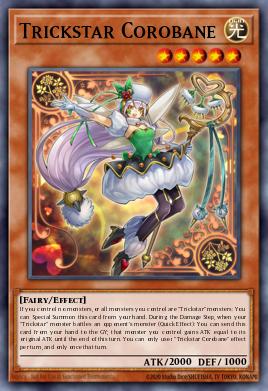 Trickstar Corobane
光
[Fairy/Effect]
If you control no monsters, or all monsters you control are "Trickstar" monsters: You
can Special Summon this card from your hand. During the Damage Step, when your
"Trickstar" monster battles an opponent's monster (Quick Effect): You can send this
card from your hand to the GY; that monster you control gains ATK equal to its
original ATK until the end of this turn. You can only use 1 "Trickstar Corobane" effect
per turn, and only once that turn.
ATK/2000 DEF/1000